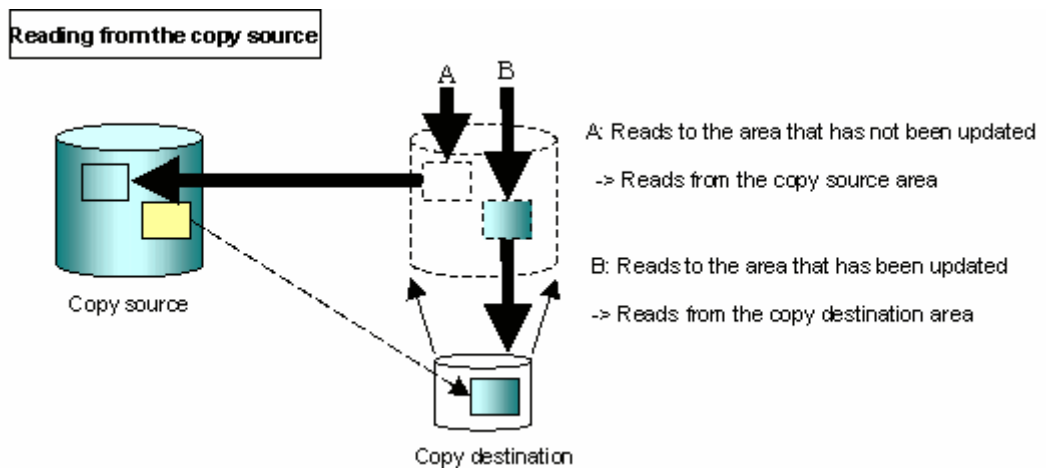 Reading from the copy source
A B
A: Reads to the area that has not been updated
-> Reads from the copy source area
B: Reads to the area that has been updated
-> Reads from the copy destination area
Copy source
Copy destination